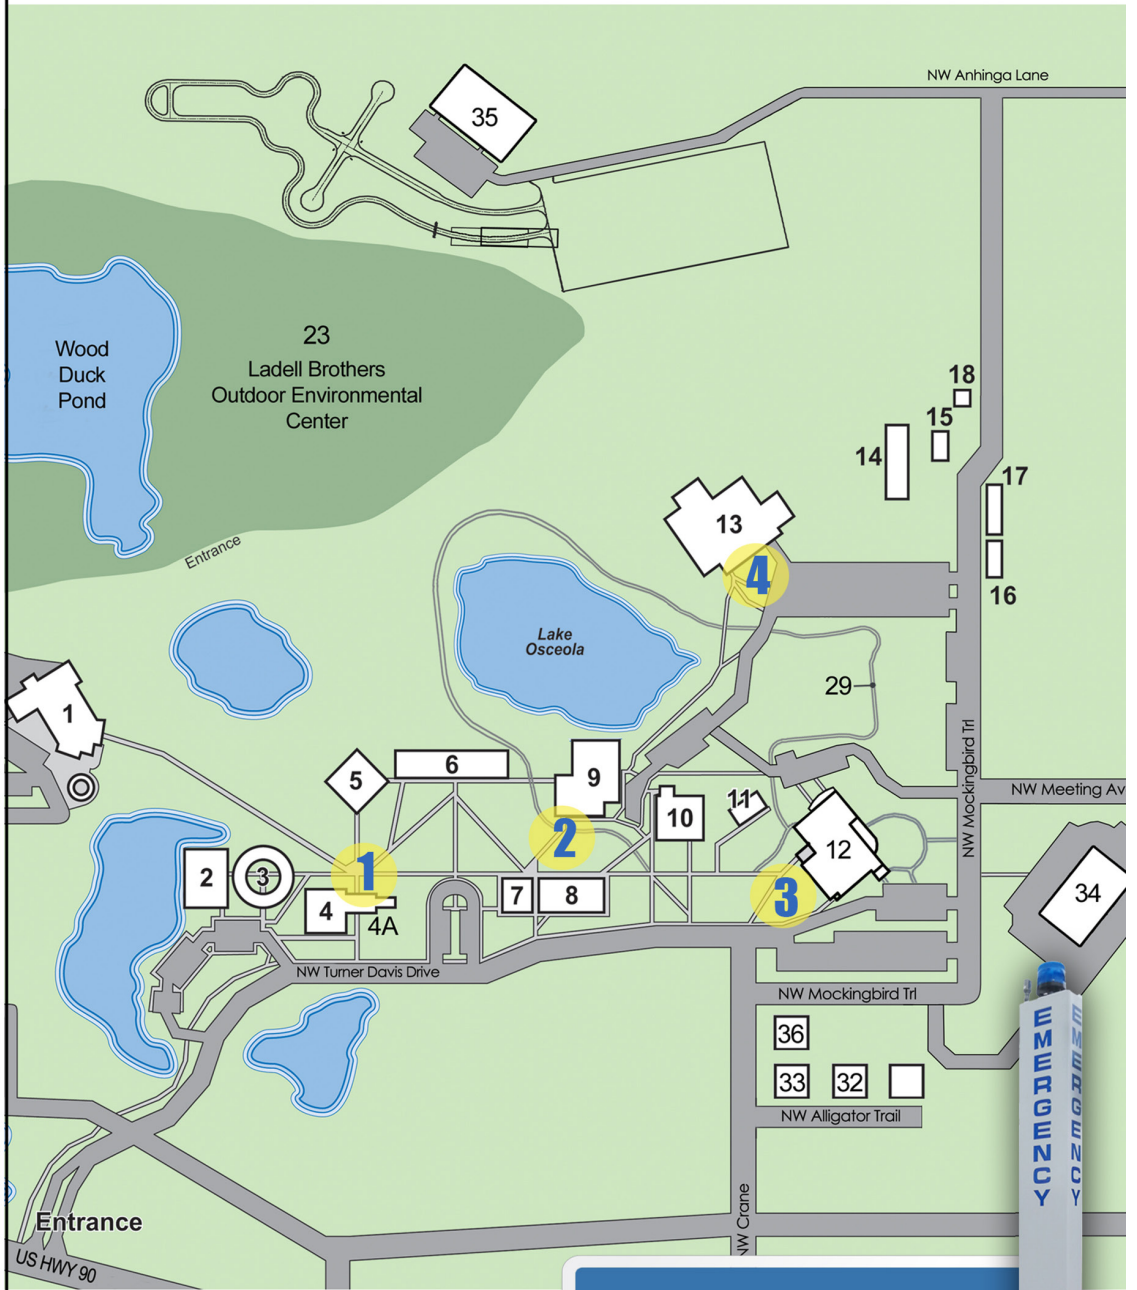 NW Anhinga Lane
35
23
Ladell Brothers
Outdoor Environmental
Center
Wood
Duck
Pond
18
15
14
17
16
13
4
Entrance
Lake
Osceola
29
1
5
6
9
10
11
12
2
NW Mockingbird Trl
NW Meeting Av
2
3
1
4
4A
7
8
3
34
NW Turner Davis Drive
NW Mockingbird Trl
36
33
32
NW Alligator Trail
NW Crane
Entrance
US HWY 90
EMERGENCY
EMERGENCY